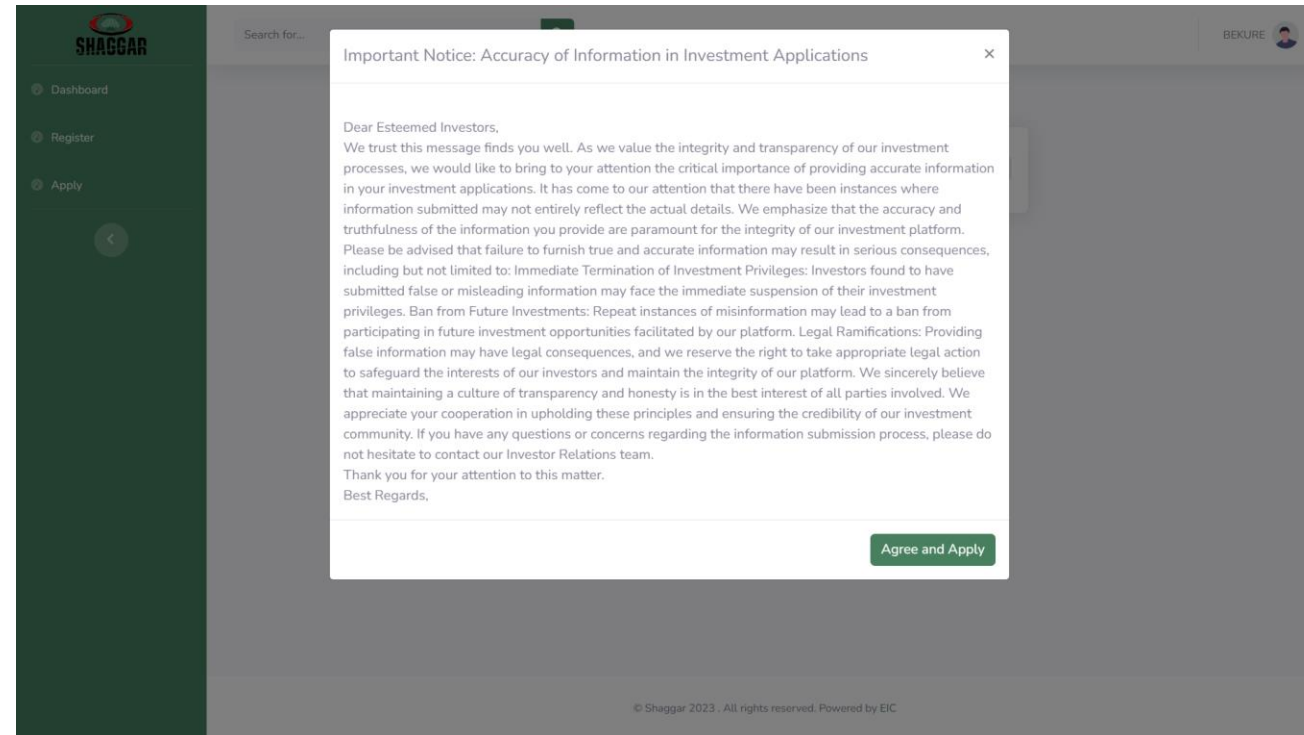 SHAGGAR
Search for...
BEKURE
Dashboard
Register
Apply
Important Notice: Accuracy of Information in Investment Applications
×
Dear Esteemed Investors,
We trust this message finds you well. As we value the integrity and transparency of our investment
processes, we would like to bring to your attention the critical importance of providing accurate information
in your investment applications. It has come to our attention that there have been instances where
information submitted may not entirely reflect the actual details. We emphasize that the accuracy and
truthfulness of the information you provide are paramount for the integrity of our investment platform.
Please be advised that failure to furnish true and accurate information may result in serious consequences,
including but not limited to: Immediate Termination of Investment Privileges: Investors found to have
submitted false or misleading information may face the immediate suspension of their investment
privileges. Ban from Future Investments: Repeat instances of misinformation may lead to a ban from
participating in future investment opportunities facilitated by our platform. Legal Ramifications: Providing
false information may have legal consequences, and we reserve the right to take appropriate legal action
to safeguard the interests of our investors and maintain the integrity of our platform. We sincerely believe
that maintaining a culture of transparency and honesty is in the best interest of all parties involved. We
appreciate your cooperation in upholding these principles and ensuring the credibility of our investment
community. If you have any questions or concerns regarding the information submission process, please do
not hesitate to contact our Investor Relations team.
Thank you for your attention to this matter.
Best Regards,
Agree and Apply
© Shaggar 2023 . All rights reserved. Powered by EIC